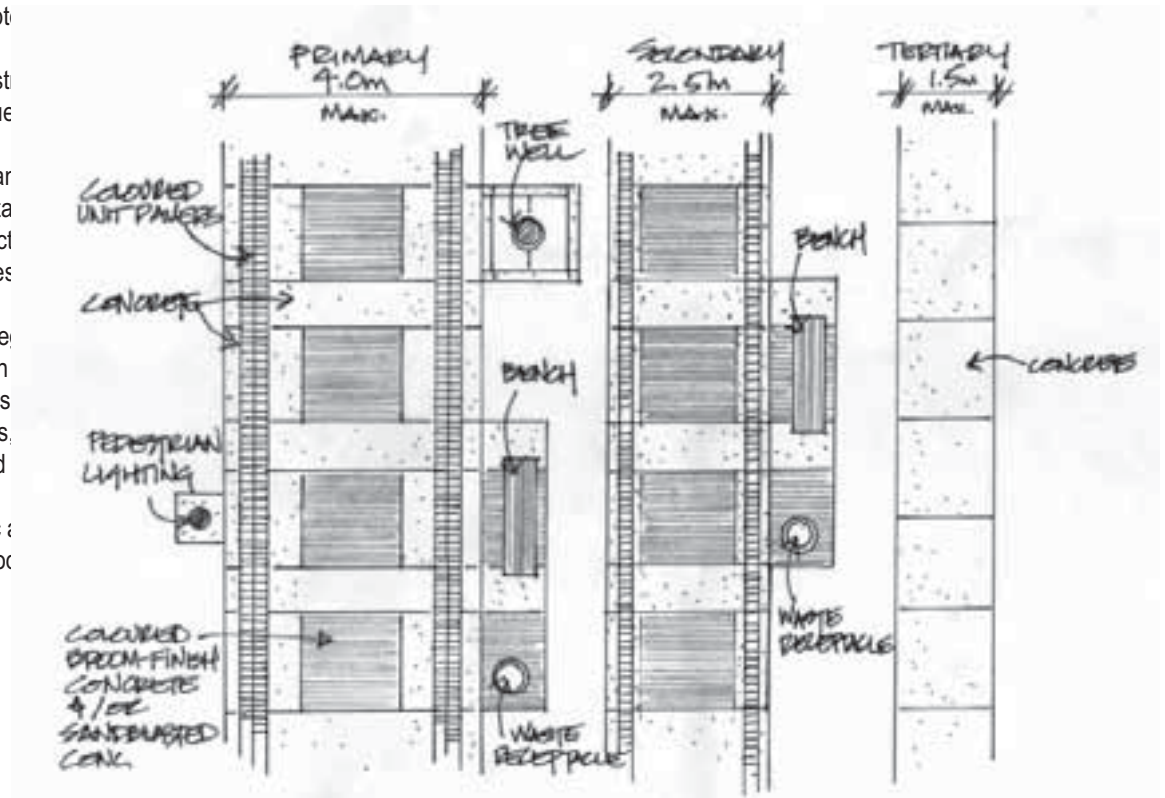 PRIMARY
4.0m
MAX.
SECONDARY
2.5m
MAX.
TERTIARY
1.5m
MAX.
TREE
WELL
COLOURED
UNIT PAVERS
CONCRETE
BENCH
PEDESTRIAN
LIGHTING
COLOURED
BROOM-FINISH
CONCRETE
& / OR
SANDBLASTED
CONC.
WASTE
RECEPTACLE
BENCH
WASTE
RECEPTACLE
CONCRETE